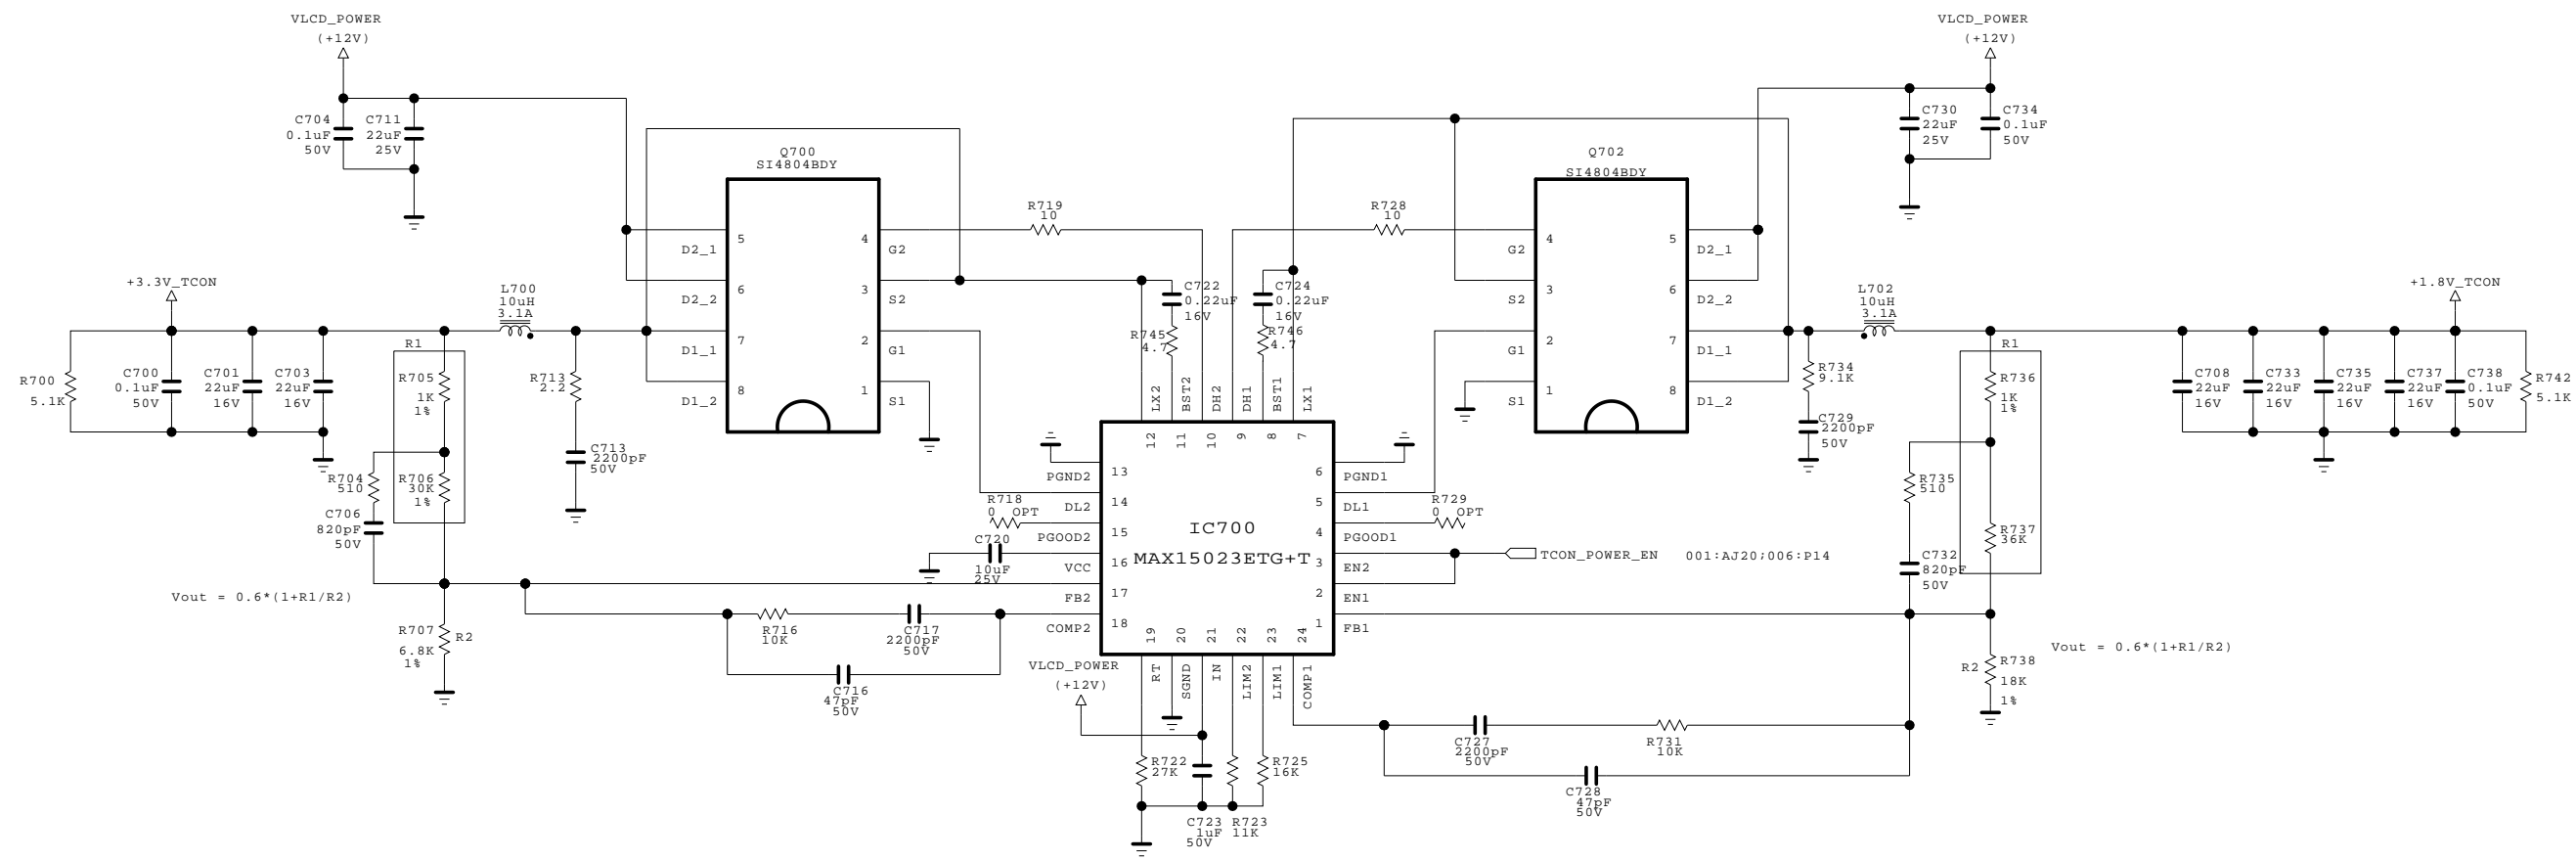 VLCD_POWER
(+12V)
C704
0.1uF
50V
C711
22uF
25V
Q700
SI4804BDY
5
D2_1
6
D2_2
7
D1_1
8
D1_2
4
G2
3
S2
2
G1
1
S1
R719
10
C722
0.22uF
16V
R745
4.7
R728
10
C724
0.22uF
16V
R746
4.7
Q702
SI4804BDY
4
G2
3
S2
2
G1
1
S1
5
D2_1
6
D2_2
7
D1_1
8
D1_2
VLCD_POWER
(+12V)
C730
22uF
25V
C734
0.1uF
50V
+3.3V_TCON
R700
5.1K
C700
0.1uF
50V
C701
22uF
16V
C703
22uF
16V
R1
R705
1K
1%
R706
30K
1%
R704
510
C706
820pF
50V
L700
10uH
3.1A
R713
2.2
C713
2200pF
50V
Vout = 0.6*(1+R1/R2)
R707
6.8K
1%
R2
R718
0 OPT
C720
10uF
25V
R716
10K
C717
2200pF
50V
C716
47pF
50V
IC700
MAX15023ETG+T
LX2
BST2
DH2
DH1
BST1
LX1
12
11
10
9
8
7
13
PGND2
14
DL2
15
PGOOD2
16
VCC
17
FB2
18
COMP2
6
PGND1
5
DL1
4
PGOOD1
3
EN2
2
EN1
1
FB1
19
20
21
22
23
24
RT
SGND
IN
LIM2
LIM1
COMP1
VLCD_POWER
(+12V)
R722
27K
C723
1uF
50V
R723
11K
R725
16K
R729
0 OPT
TCON_POWER_EN
001:AJ20;006:P14
C727
2200pF
50V
R731
10K
C728
47pF
50V
R734
9.1K
C729
2200pF
50V
L702
10uH
3.1A
R1
R736
1K
1%
R737
36K
R735
510
C732
820pF
50V
R2
R738
18K
1%
Vout = 0.6*(1+R1/R2)
+1.8V_TCON
C708
22uF
16V
C733
22uF
16V
C735
22uF
16V
C737
22uF
16V
C738
0.1uF
50V
R742
5.1K